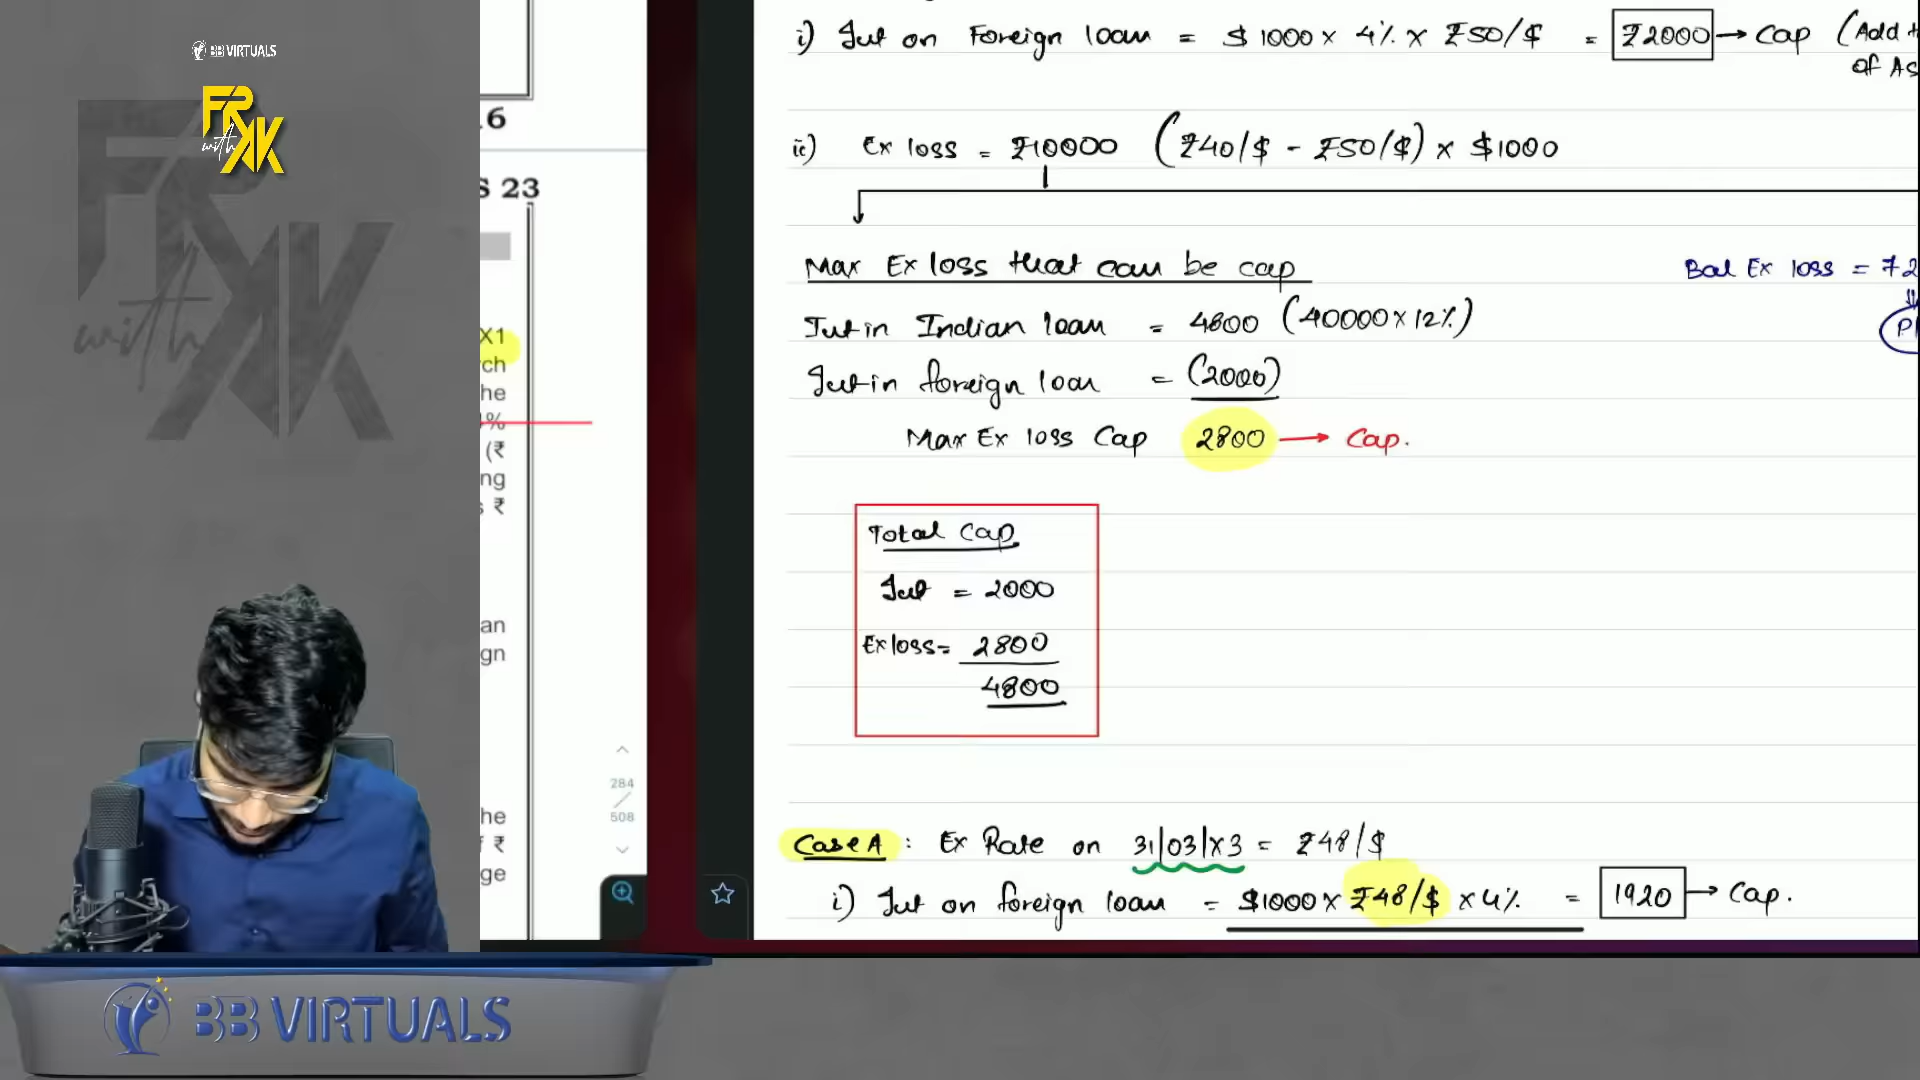 BB VIRTUALS
FR
with
KK
.6
S 23
X1
rch
he
%
(₹
ng
s ₹
an
gn
he
f ₹
ge
284
508
i) Int on Foreign loan = $ 1000 x 4% x ₹50/$ = ₹2000 → Cap (Add
of As
ii) Ex loss = ₹10000 (₹40/$ - ₹50/$) x $1000
Max Ex loss that can be cap
Bal Ex loss = 72
Int in Indian loan = 4800 (40000 x 12%)
Int in foreign loan = (2000)
Max Ex loss Cap 2800 → Cap.
Total Cap
Int = 2000
Ex loss = 2800
4800
Case A : Ex Rate on 31/03/X3 = ₹48/$
i) Int on foreign loan = $1000 x ₹48/$ x 4% = 1920 → Cap.
BB VIRTUALS